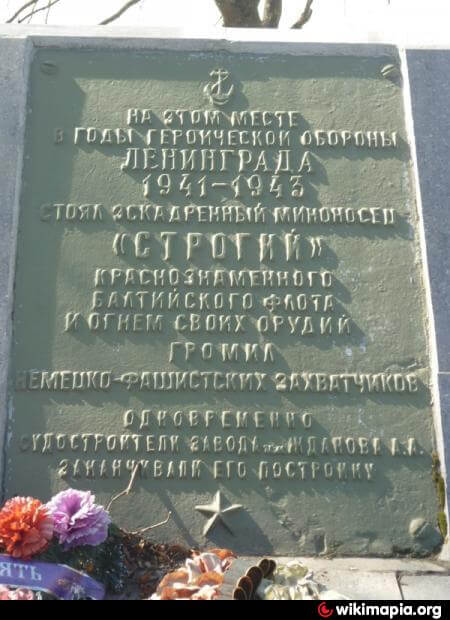 НА ЭТОМ МЕСТЕ
В ГОДЫ ГЕРОИЧЕСКОЙ ОБОРОНЫ
ЛЕНИНГРАДА
1941-1943
СТОЯЛ ЭСКАДРЕННЫЙ МИНОНОСЕЦ
«СТРОГИЙ»
КРАСНОЗНАМЕННОГО
БАЛТИЙСКОГО ФЛОТА
И ОГНЕМ СВОИХ ОРУДИЙ
ГРОМИЛ
НЕМЕЦКО-ФАШИСТСКИХ ЗАХВАТЧИКОВ
ОДНОВРЕМЕННО
СУДОСТРОИТЕЛИ ЗАВОДА им. ЖДАНОВА А.А.
ЗАКАНЧИВАЛИ ЕГО ПОСТРОЙКУ
ЯТЬ
wikimapia.org